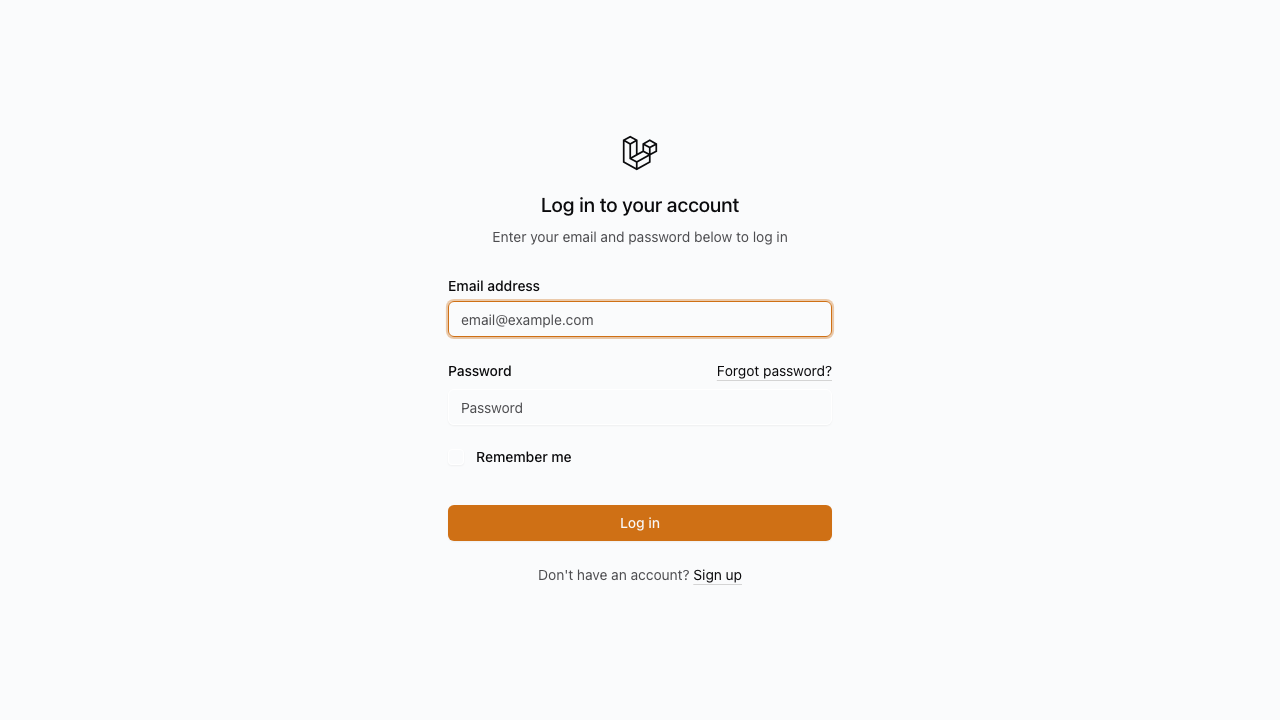 Log in to your account
Enter your email and password below to log in
Email address
email@example.com
Password Forgot password?
Password
Remember me
Log in
Don't have an account? Sign up